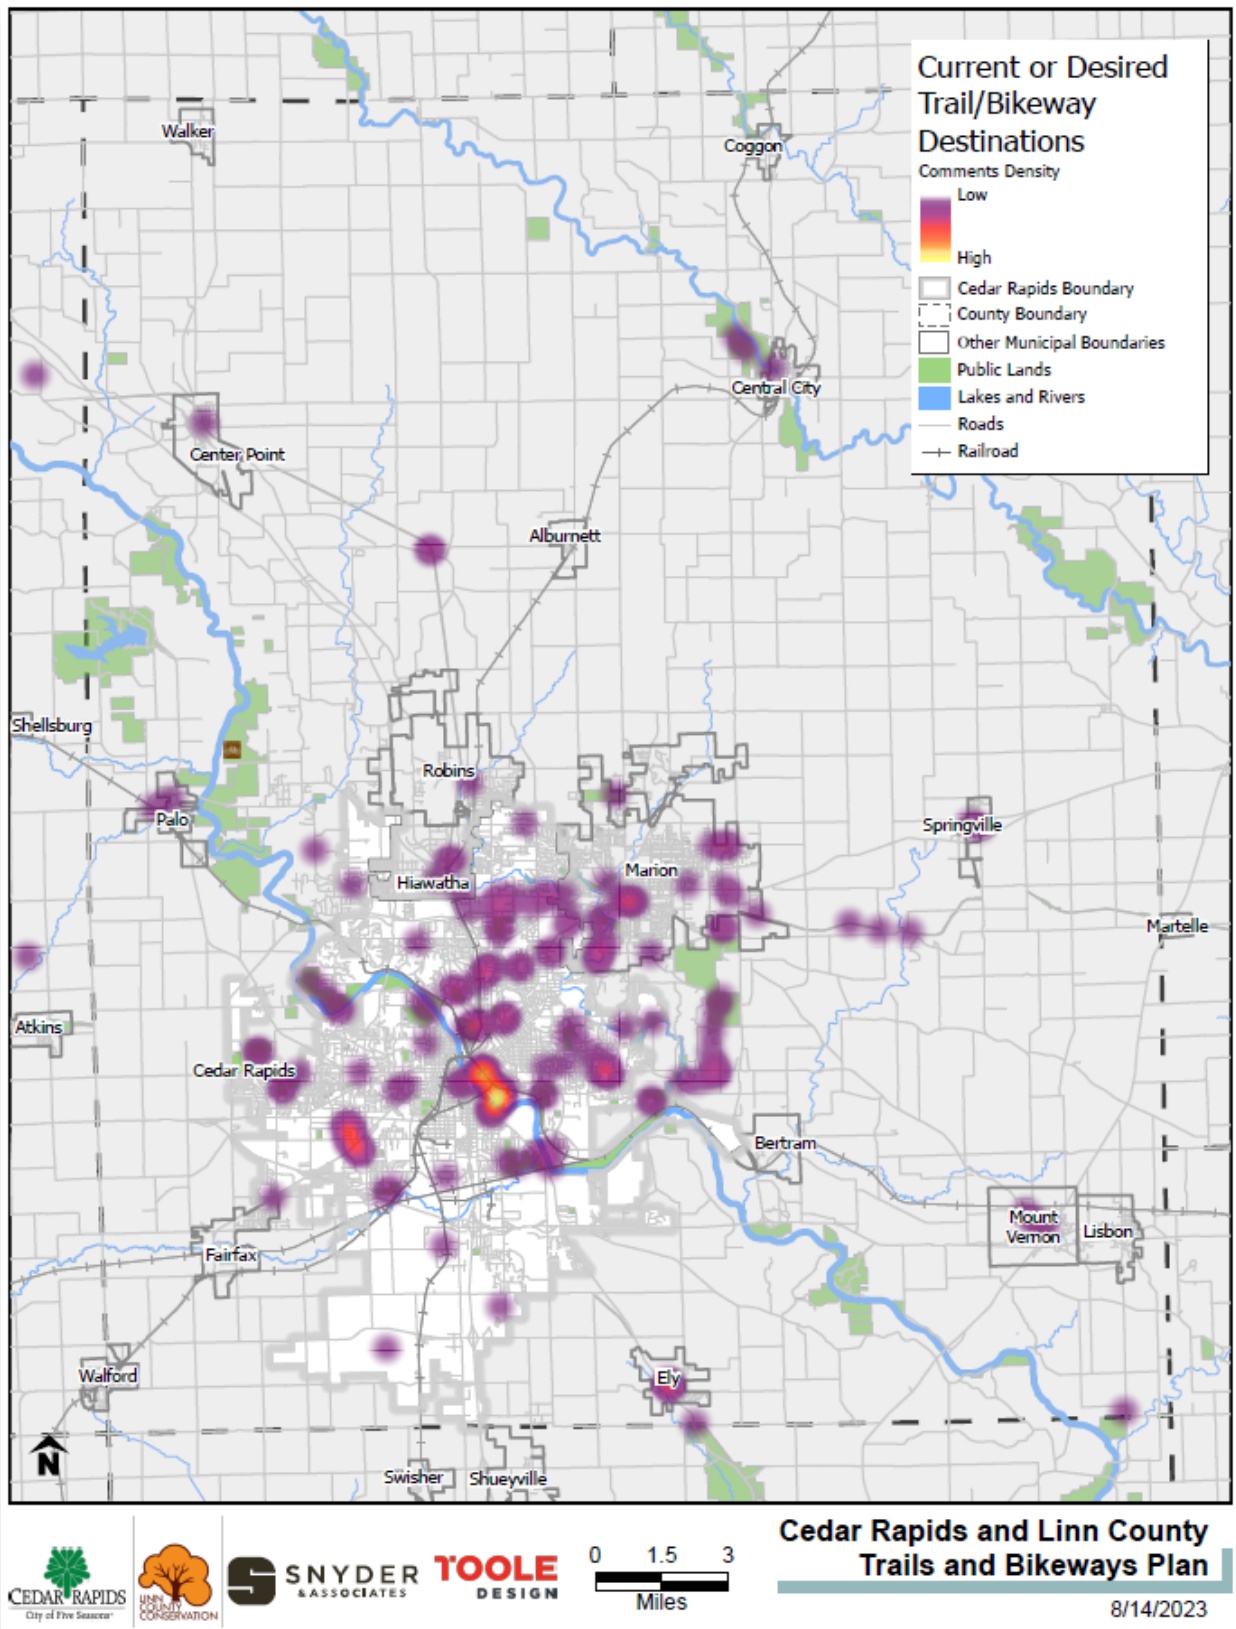 Current or Desired
Trail/Bikeway
Destinations
Comments Density
Low
High
Cedar Rapids Boundary
County Boundary
Other Municipal Boundaries
Public Lands
Lakes and Rivers
Roads
Railroad
Walker
Coggon
Central City
Center Point
Alburnett
Shellsburg
Robins
Palo
Springville
Marion
Hiawatha
Martelle
Atkins
Cedar Rapids
Bertram
Mount
Vernon
Lisbon
Fairfax
Walford
Ely
Swisher
Shueyville
N
CEDAR RAPIDS
City of Five Seasons
LINN
COUNTY
CONSERVATION
SNYDER
& ASSOCIATES
TOOLE
DESIGN
0 1.5 3
Miles
Cedar Rapids and Linn County
Trails and Bikeways Plan
8/14/2023